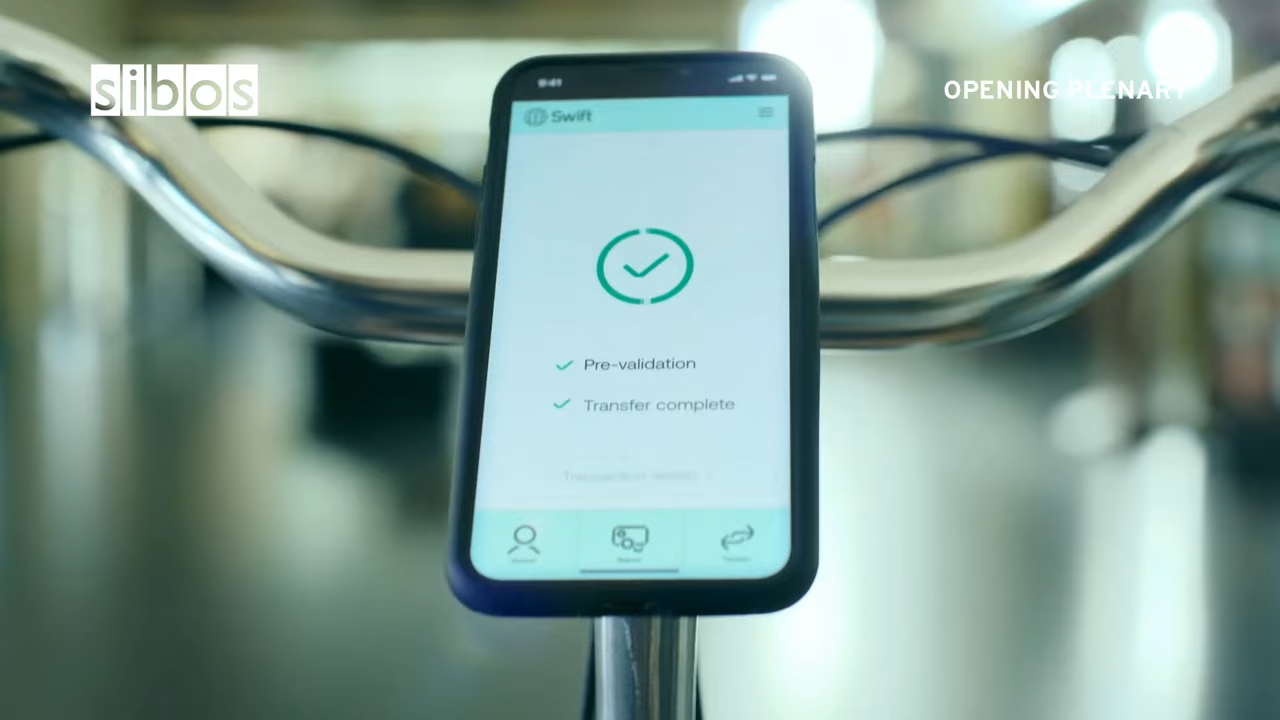 sibos
OPENING PLENARY
9:41
Swift
Pre-validation
Transfer complete